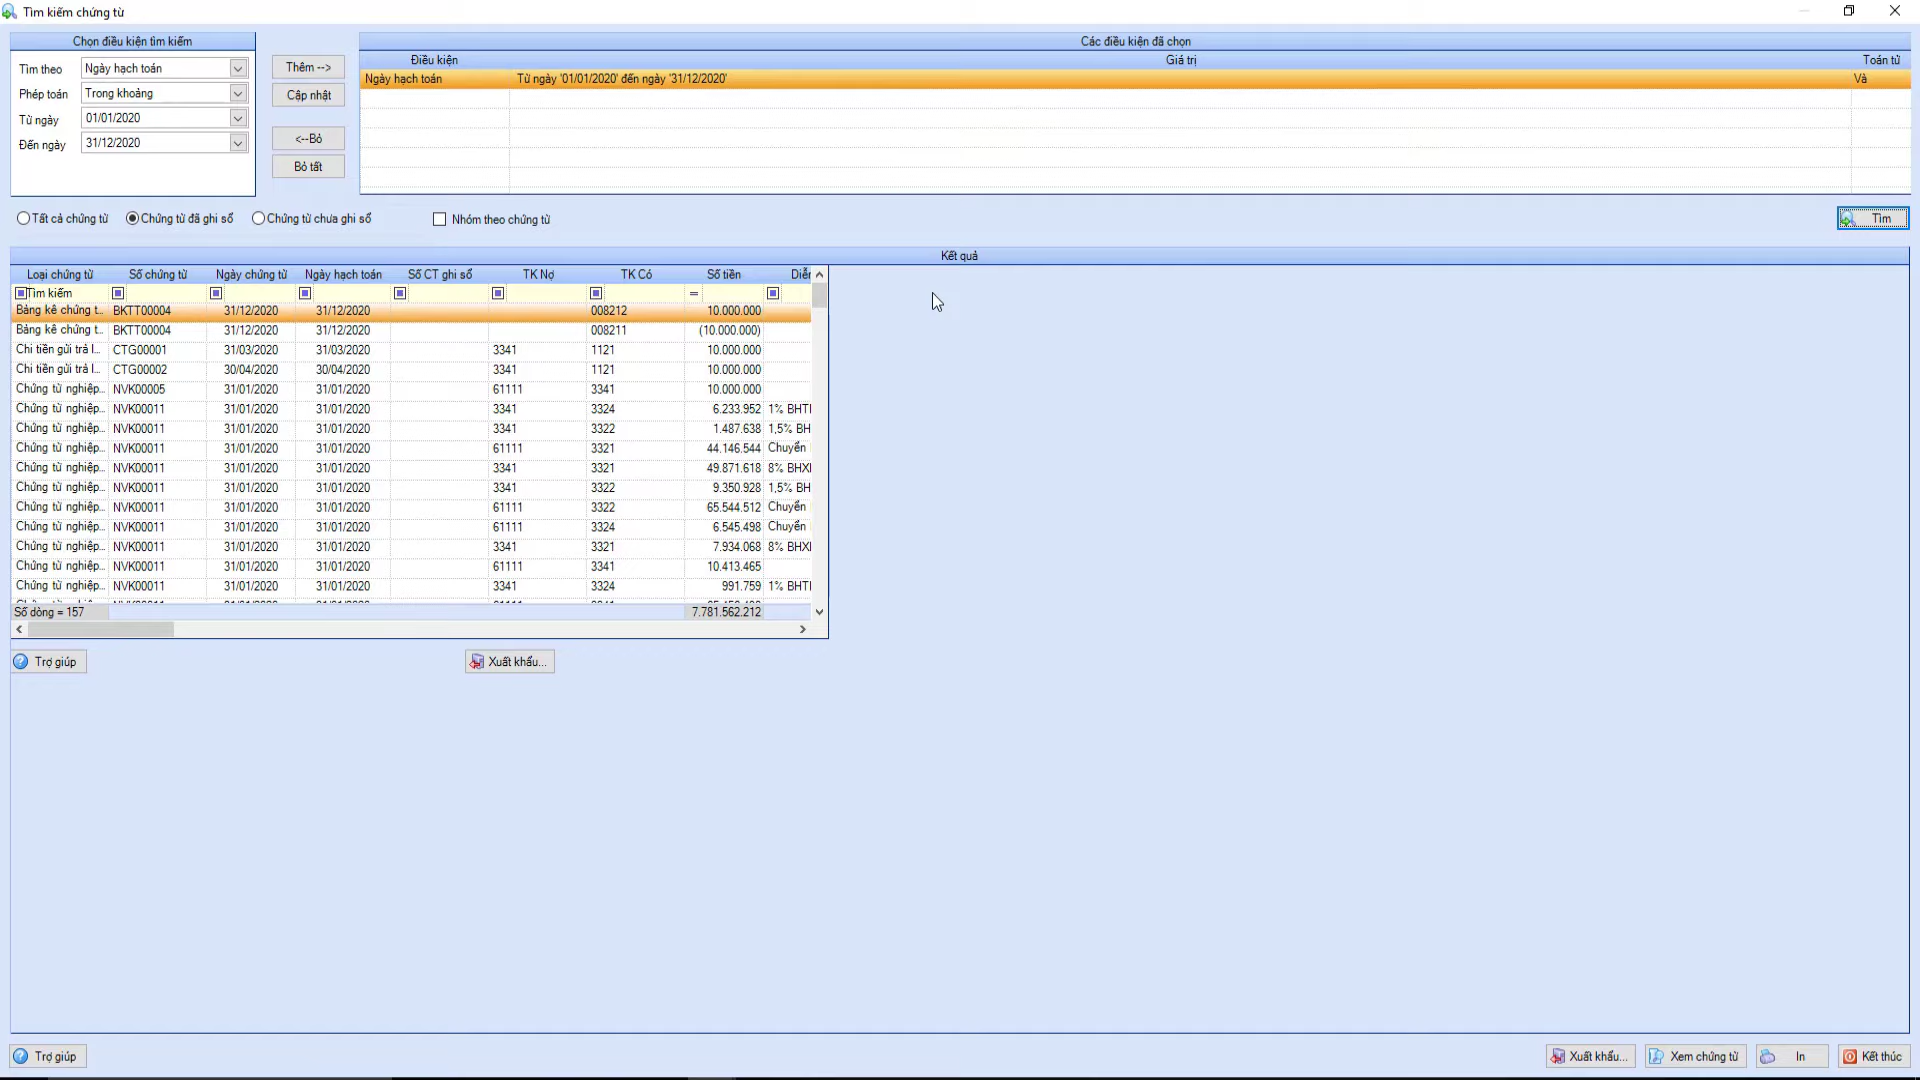 Tìm kiếm chứng từ
Chọn điều kiện tìm kiếm
Tìm theo Ngày hạch toán
Phép toán Trong khoảng
Từ ngày 01/01/2020
Đến ngày 31/12/2020
Thêm -->
Cập nhật
<--Bỏ
Bỏ tất
Các điều kiện đã chọn
Điều kiện Giá trị Toán tử
Ngày hạch toán Từ ngày '01/01/2020' đến ngày '31/12/2020' Và
Tất cả chứng từ Chứng từ đã ghi sổ Chứng từ chưa ghi sổ Nhóm theo chứng từ Tìm
Kết quả
Loại chứng từ Số chứng từ Ngày chứng từ Ngày hạch toán Số CT ghi sổ TK Nợ TK Có Số tiền Diễn
Tìm kiếm =
Bảng kê chứng t... BKTT00004 31/12/2020 31/12/2020 008212 10.000.000
Bảng kê chứng t... BKTT00004 31/12/2020 31/12/2020 008211 (10.000.000)
Chi tiền gửi trả l... CTG00001 31/03/2020 31/03/2020 3341 1121 10.000.000
Chi tiền gửi trả l... CTG00002 30/04/2020 30/04/2020 3341 1121 10.000.000
Chứng từ nghiệp... NVK00005 31/01/2020 31/01/2020 61111 3341 10.000.000
Chứng từ nghiệp... NVK00011 31/01/2020 31/01/2020 3341 3324 6.233.952 1% BHTI
Chứng từ nghiệp... NVK00011 31/01/2020 31/01/2020 3341 3322 1.487.638 1,5% BH
Chứng từ nghiệp... NVK00011 31/01/2020 31/01/2020 61111 3321 44.146.544 Chuyển
Chứng từ nghiệp... NVK00011 31/01/2020 31/01/2020 3341 3321 49.871.618 8% BHXI
Chứng từ nghiệp... NVK00011 31/01/2020 31/01/2020 3341 3322 9.350.928 1,5% BH
Chứng từ nghiệp... NVK00011 31/01/2020 31/01/2020 61111 3322 65.544.512 Chuyển
Chứng từ nghiệp... NVK00011 31/01/2020 31/01/2020 61111 3324 6.545.498 Chuyển
Chứng từ nghiệp... NVK00011 31/01/2020 31/01/2020 3341 3321 7.934.068 8% BHXI
Chứng từ nghiệp... NVK00011 31/01/2020 31/01/2020 61111 3341 10.413.465
Chứng từ nghiệp... NVK00011 31/01/2020 31/01/2020 3341 3324 991.759 1% BHTI
Số dòng = 157 7.781.562.212
Trợ giúp Xuất khẩu...
Trợ giúp Xuất khẩu... Xem chứng từ In Kết thúc